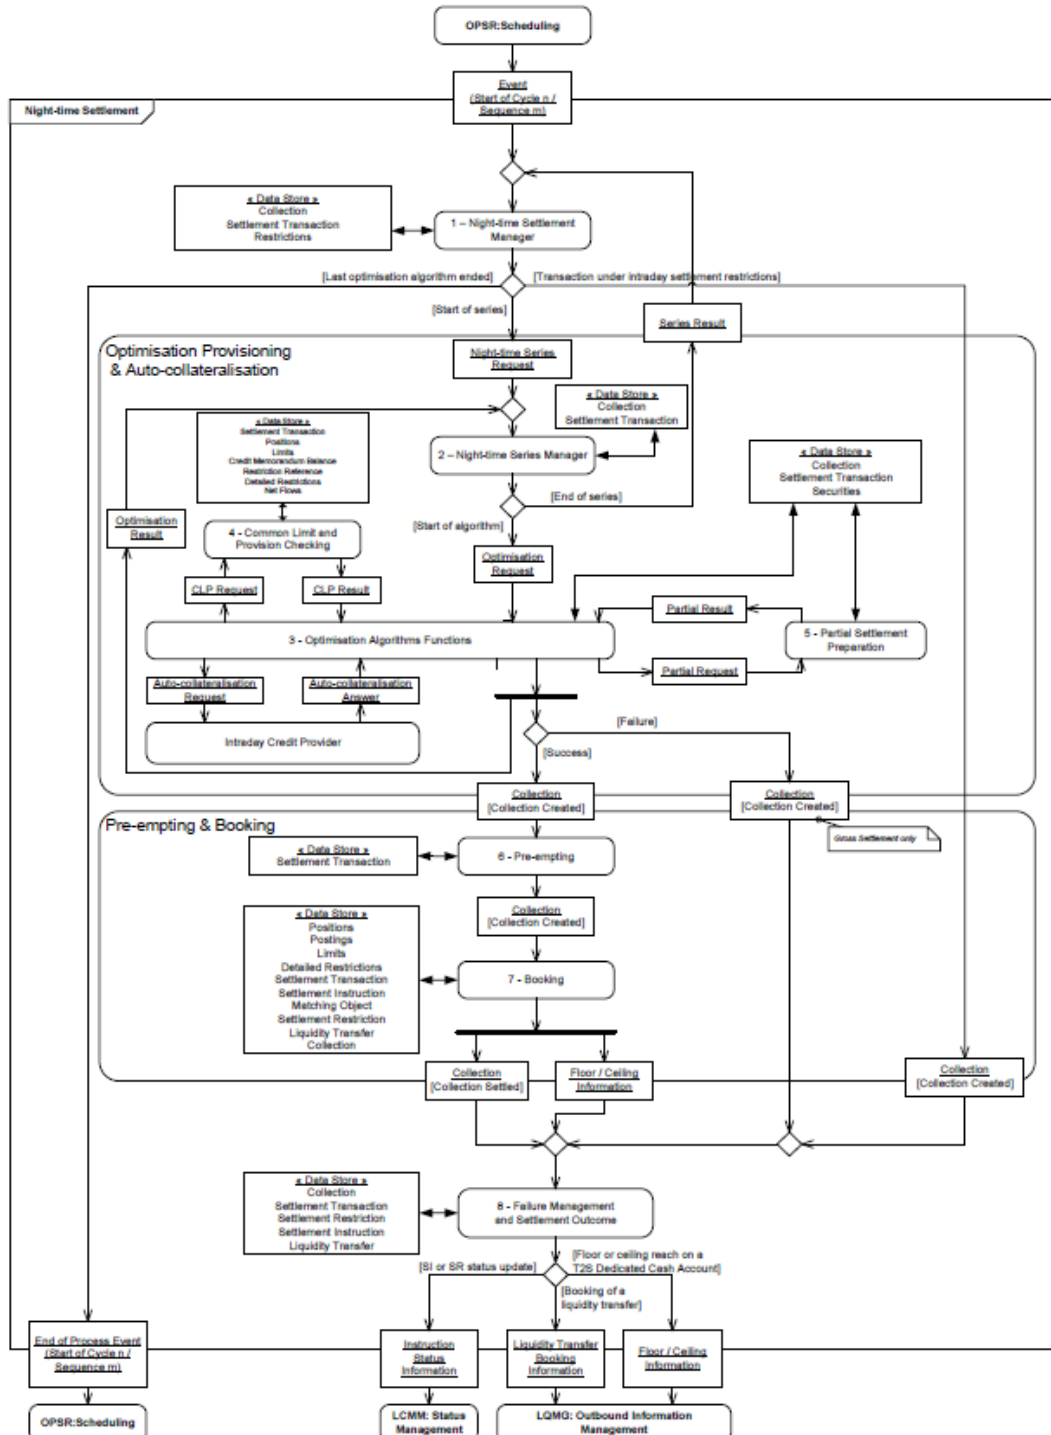 OPSR:Scheduling
Event
(Start of Cycle n /
Sequence m)
Night-time Settlement
« Data Store »
Collection
Settlement Transaction
Restrictions
1 – Night-time Settlement
Manager
[Last optimisation algorithm ended]
[Transaction under intraday settlement restrictions]
[Start of series]
Series Result
Optimisation Provisioning
& Auto-collateralisation
Night-time Series
Request
« Data Store »
Collection
Settlement Transaction
« Data Store »
Settlement Transaction
Positions
Limits
Credit Memorandum Balance
Restriction Reference
Detailed Restrictions
Net Flows
2 – Night-time Series Manager
« Data Store »
Collection
Settlement Transaction
Securities
[End of series]
Optimisation
Result
4 - Common Limit and
Provision Checking
[Start of algorithm]
Optimisation
Request
CLP Request
CLP Result
Partial Result
3 - Optimisation Algorithms Functions
5 - Partial Settlement
Preparation
Partial Request
Auto-collateralisation
Request
Auto-collateralisation
Answer
Intraday Credit Provider
[Failure]
[Success]
Collection
[Collection Created]
Collection
[Collection Created]
Pre-empting & Booking
Gross Settlement only
« Data Store »
Settlement Transaction
6 - Pre-empting
Collection
[Collection Created]
« Data Store »
Positions
Postings
Limits
Detailed Restrictions
Settlement Transaction
Settlement Instruction
Matching Object
Settlement Restriction
Liquidity Transfer
Collection
7 - Booking
Collection
[Collection Settled]
Floor / Ceiling
Information
Collection
[Collection Created]
« Data Store »
Collection
Settlement Transaction
Settlement Restriction
Settlement Instruction
Liquidity Transfer
8 - Failure Management
and Settlement Outcome
[SI or SR status update]
[Floor or ceiling reach on a
T2S Dedicated Cash Account]
[Booking of a
liquidity transfer]
End of Process Event
(Start of Cycle n /
Sequence m)
Instruction
Status
Information
Liquidity Transfer
Booking
Information
Floor / Ceiling
Information
OPSR:Scheduling
LCMM: Status
Management
LQMG: Outbound Information
Management